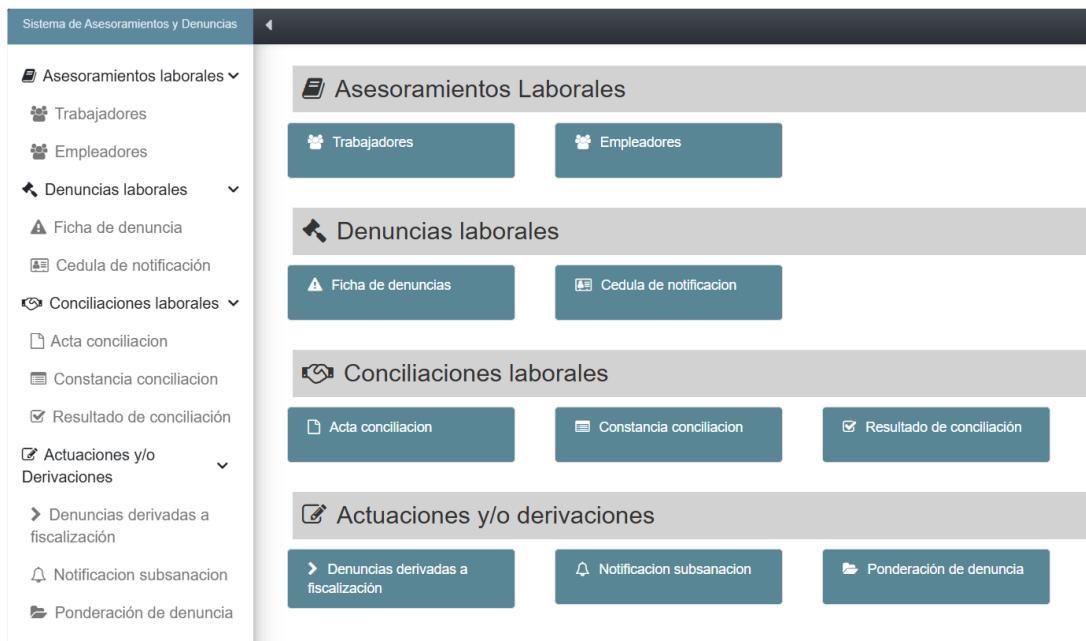 Sistema de Asesoramientos y Denuncias
Asesoramientos laborales
Trabajadores
Empleadores
Denuncias laborales
Ficha de denuncia
Cedula de notificación
Conciliaciones laborales
Acta conciliacion
Constancia conciliacion
Resultado de conciliación
Actuaciones y/o
Derivaciones
Denuncias derivadas a
fiscalización
Notificacion subsanacion
Ponderación de denuncia
Asesoramientos Laborales
Trabajadores
Empleadores
Denuncias laborales
Ficha de denuncias
Cedula de notificacion
Conciliaciones laborales
Acta conciliacion
Constancia conciliacion
Resultado de conciliación
Actuaciones y/o derivaciones
Denuncias derivadas a
fiscalización
Notificacion subsanacion
Ponderación de denuncia